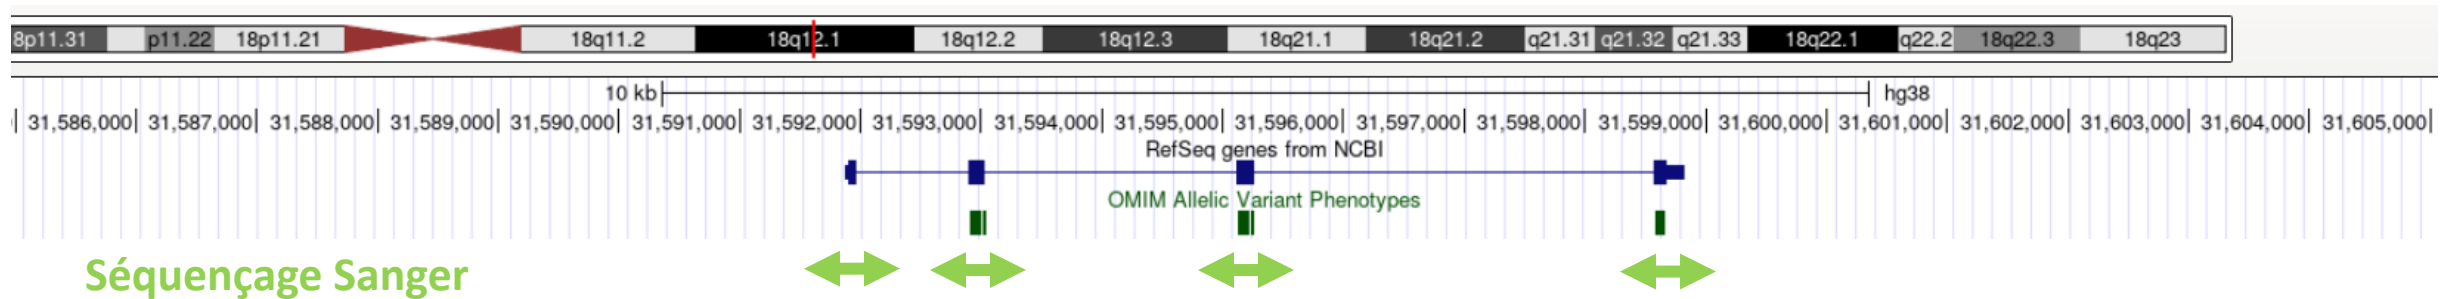 8p11.31 p11.22 18p11.21 18q11.2 18q12.1 18q12.2 18q12.3 18q21.1 18q21.2 q21.31 q21.32 q21.33 18q22.1 q22.2 18q22.3 18q23
10 kb hg38
31,586,000 31,587,000 31,588,000 31,589,000 31,590,000 31,591,000 31,592,000 31,593,000 31,594,000 31,595,000 31,596,000 31,597,000 31,598,000 31,599,000 31,600,000 31,601,000 31,602,000 31,603,000 31,604,000 31,605,000
RefSeq genes from NCBI
OMIM Allelic Variant Phenotypes
Séquençage Sanger